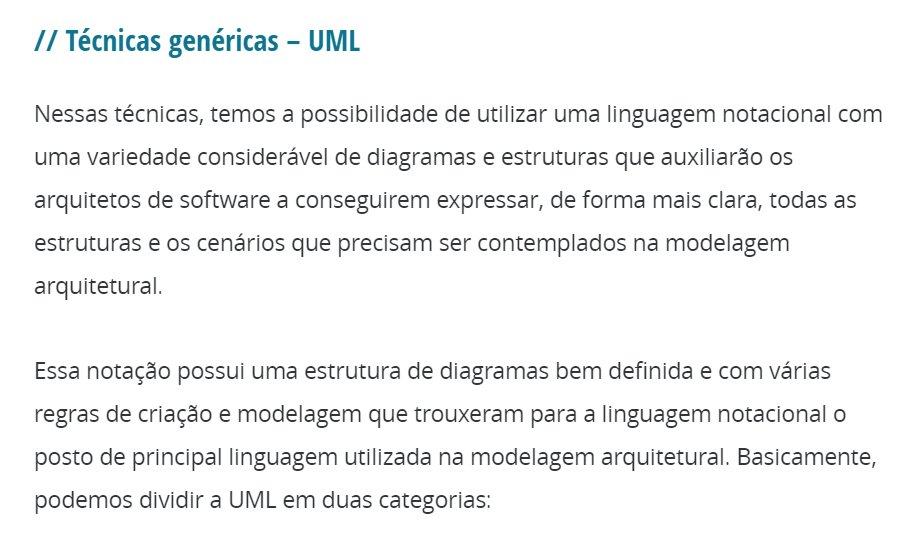 // Técnicas genéricas – UML
Nessas técnicas, temos a possibilidade de utilizar uma linguagem notacional com
uma variedade considerável de diagramas e estruturas que auxiliarão os
arquitetos de software a conseguirem expressar, de forma mais clara, todas as
estruturas e os cenários que precisam ser contemplados na modelagem
arquitetural.
Essa notação possui uma estrutura de diagramas bem definida e com várias
regras de criação e modelagem que trouxeram para a linguagem notacional o
posto de principal linguagem utilizada na modelagem arquitetural. Basicamente,
podemos dividir a UML em duas categorias: